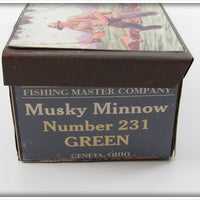 FISHING MASTER COMPANY
Musky Minnow
Number 231
GREEN
GENEVA, OHIO